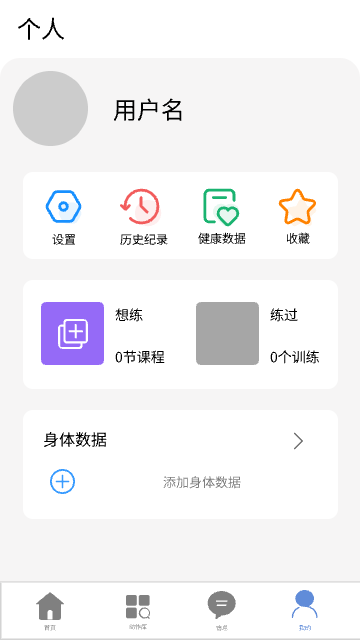 个人
用户名
设置
历史纪录
健康数据
收藏
想练
0节课程
练过
0个训练
身体数据
添加身体数据
首页
动作库
信息
我的